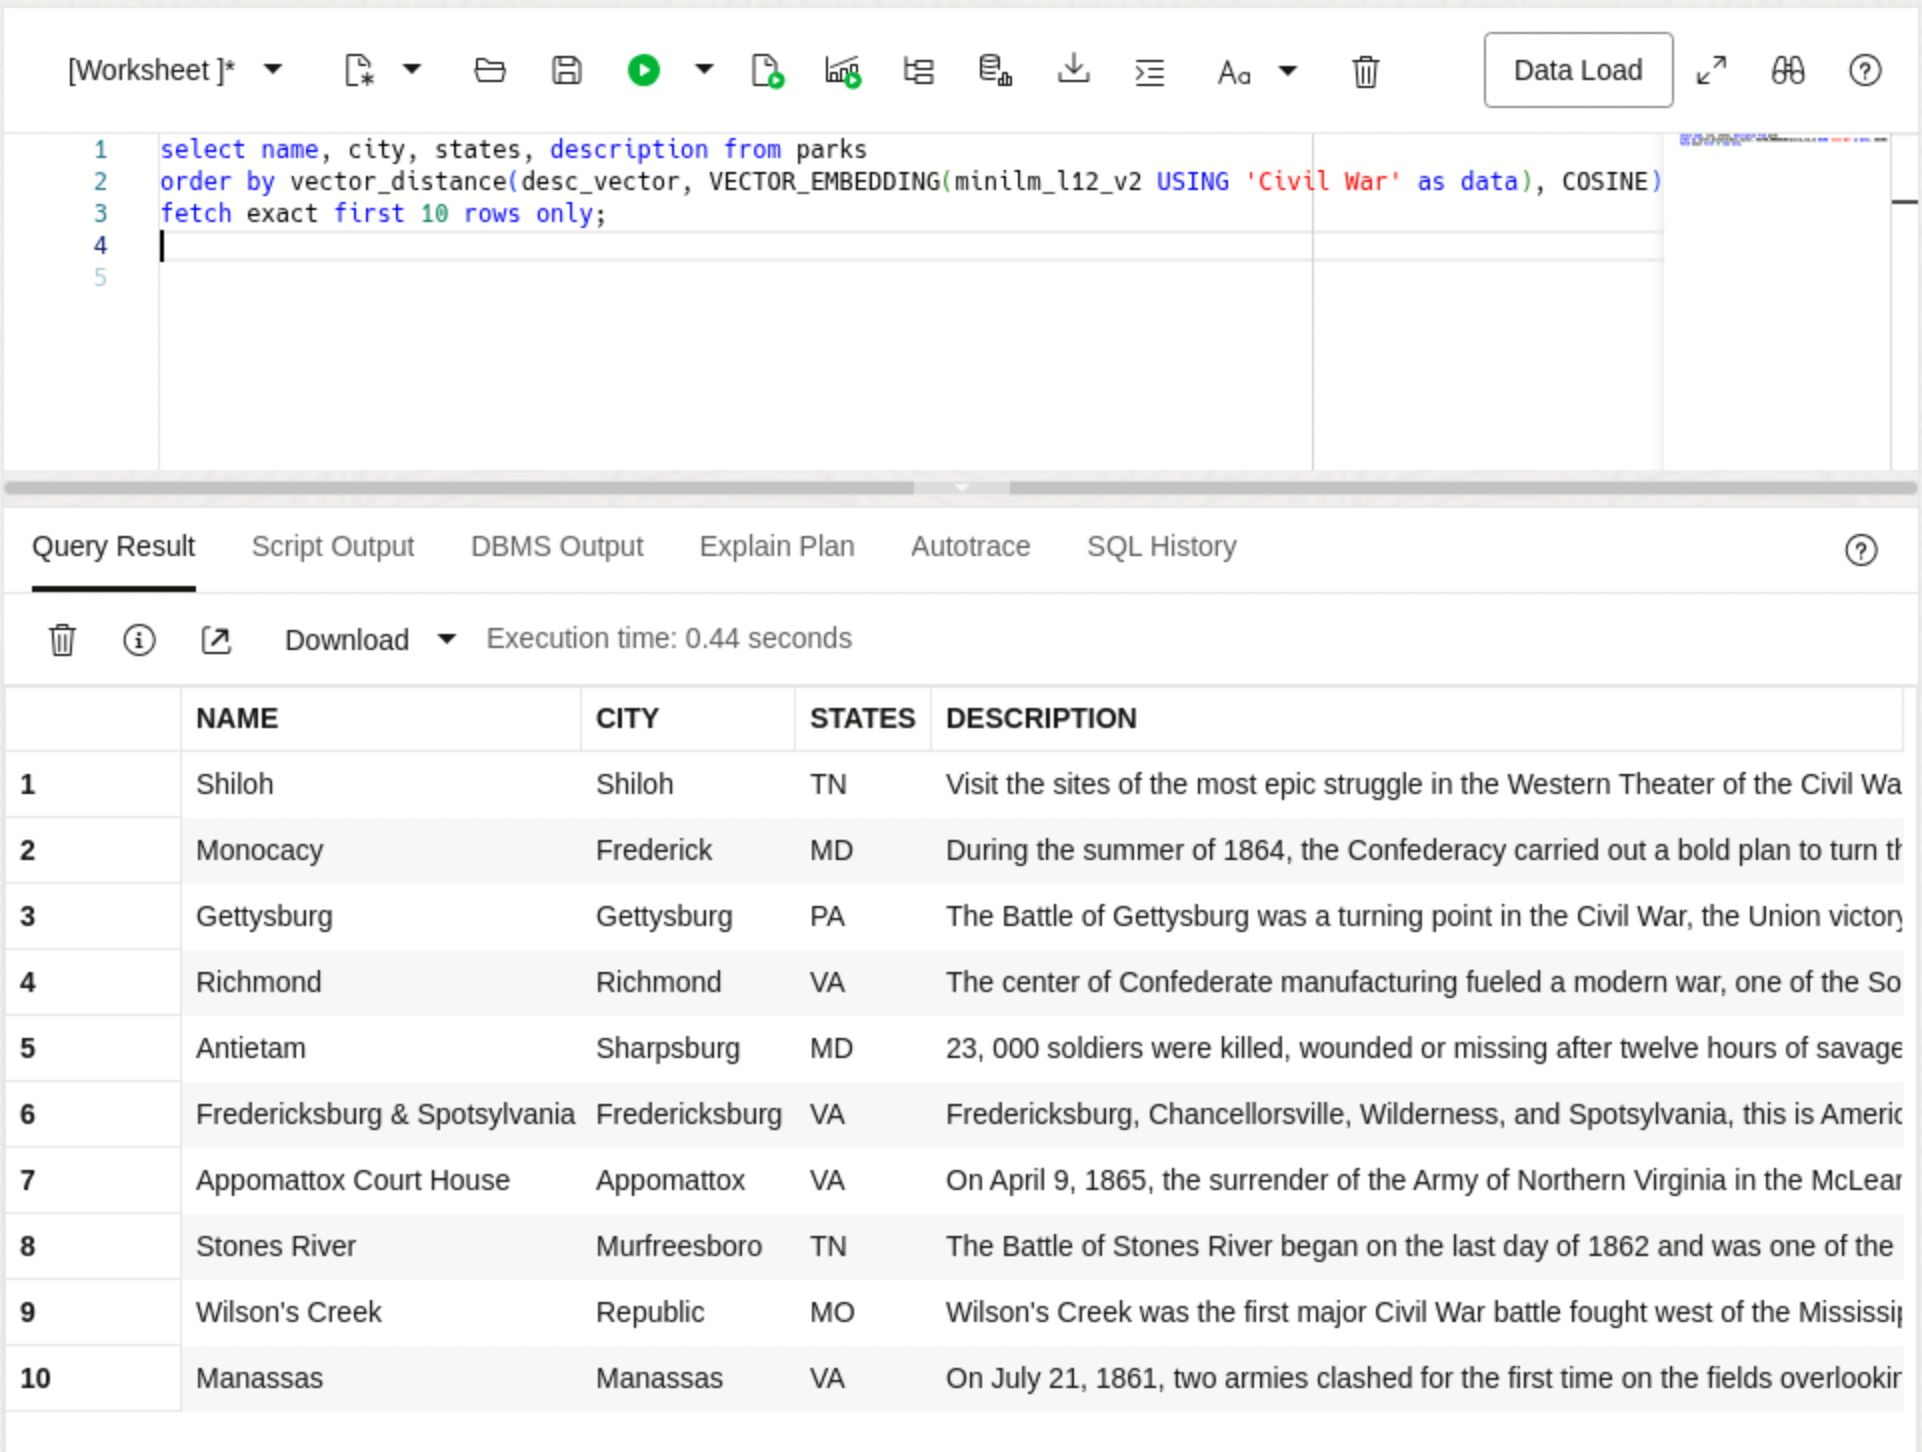 [Worksheet ]*
Aa
Data Load
1 select name, city, states, description from parks
2 order by vector_distance(desc_vector, VECTOR_EMBEDDING(minilm_l12_v2 USING 'Civil War' as data), COSINE)
3 fetch exact first 10 rows only;
4
5
Query Result Script Output DBMS Output Explain Plan Autotrace SQL History
Download Execution time: 0.44 seconds
NAME CITY STATES DESCRIPTION
1 Shiloh Shiloh TN Visit the sites of the most epic struggle in the Western Theater of the Civil Wa
2 Monocacy Frederick MD During the summer of 1864, the Confederacy carried out a bold plan to turn th
3 Gettysburg Gettysburg PA The Battle of Gettysburg was a turning point in the Civil War, the Union victory
4 Richmond Richmond VA The center of Confederate manufacturing fueled a modern war, one of the So
5 Antietam Sharpsburg MD 23, 000 soldiers were killed, wounded or missing after twelve hours of savage
6 Fredericksburg & Spotsylvania Fredericksburg VA Fredericksburg, Chancellorsville, Wilderness, and Spotsylvania, this is Americ
7 Appomattox Court House Appomattox VA On April 9, 1865, the surrender of the Army of Northern Virginia in the McLean
8 Stones River Murfreesboro TN The Battle of Stones River began on the last day of 1862 and was one of the
9 Wilson's Creek Republic MO Wilson's Creek was the first major Civil War battle fought west of the Mississip
10 Manassas Manassas VA On July 21, 1861, two armies clashed for the first time on the fields overlookin